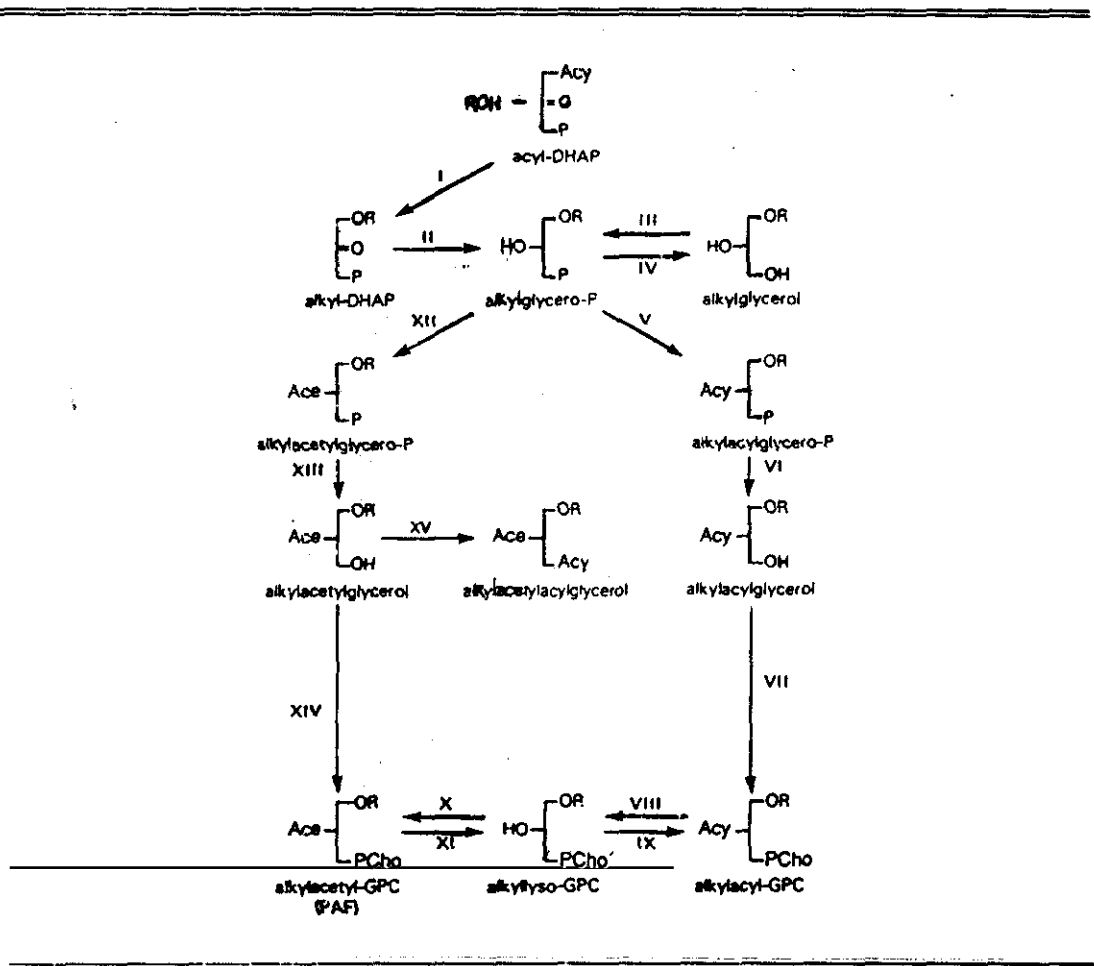 Acy
ROH
=O
P
acyl-DHAP
I
OR
O
P
alkyl-DHAP
II
HO
OR
P
alkylglycero-P
III
IV
HO
OR
OH
alkylglycerol
XII
V
Ace
OR
P
alkylacetylglycero-P
Acy
OR
P
alkylacylglycero-P
XIII
VI
Ace
OR
OH
alkylacetylglycerol
XV
Ace
OR
Acy
alkylacetylacylglycerol
Acy
OR
OH
alkylacylglycerol
XIV
VII
Ace
OR
PCho
alkylacetyl-GPC
(PAF)
X
XI
HO
OR
PCho
alkyllyso-GPC
VIII
IX
Acy
OR
PCho
alkylacyl-GPC